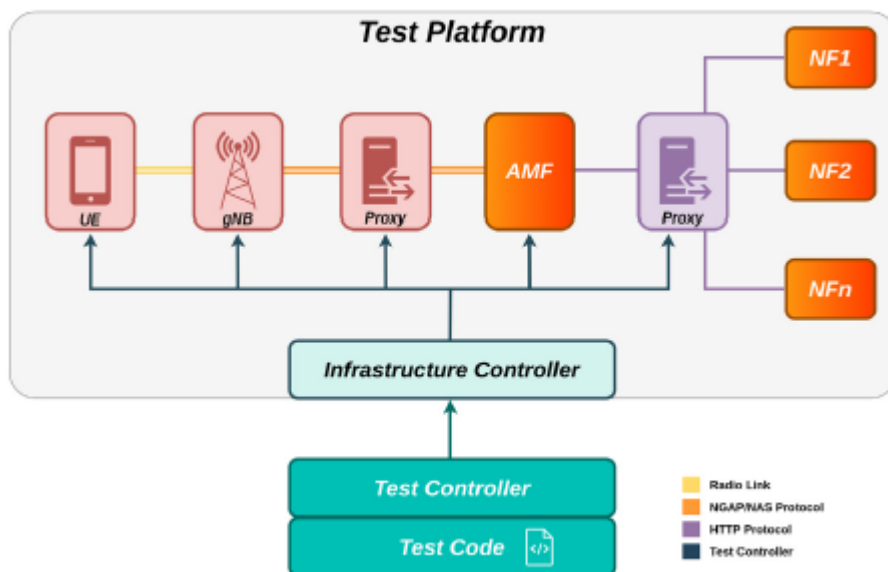 Test Platform
NF1
UE
gNB
Proxy
AMF
Proxy
NF2
NFn
Infrastructure Controller
Test Controller
Test Code
Radio Link
NGAP/NAS Protocol
HTTP Protocol
Test Controller